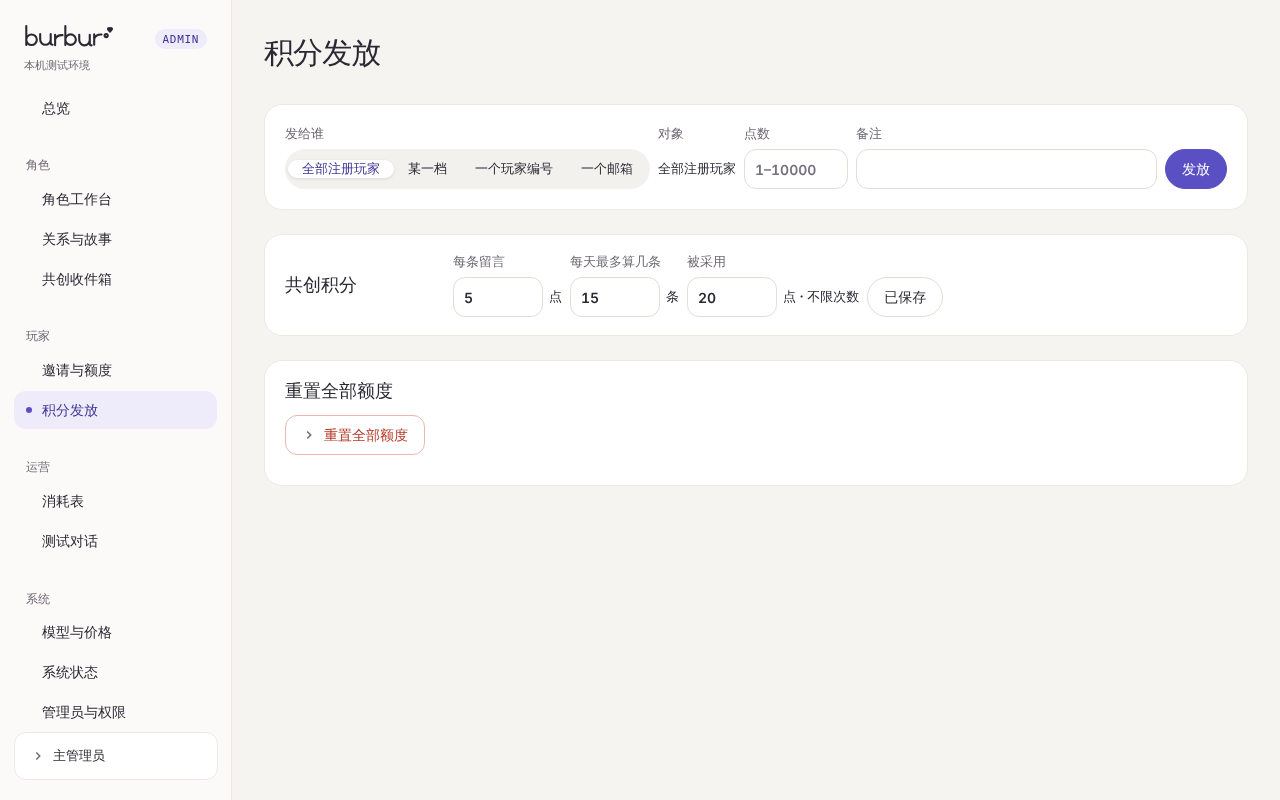 burbur
ADMIN
本机测试环境
总览
角色
角色工作台
关系与故事
共创收件箱
玩家
邀请与额度
积分发放
运营
消耗表
测试对话
系统
模型与价格
系统状态
管理员与权限
主管理员
积分发放
发给谁 对象 点数 备注
全部注册玩家 某一档 一个玩家编号 一个邮箱 全部注册玩家 1–10000 发放
每条留言 每天最多算几条 被采用
共创积分 5 点 15 条 20 点 · 不限次数 已保存
重置全部额度
重置全部额度